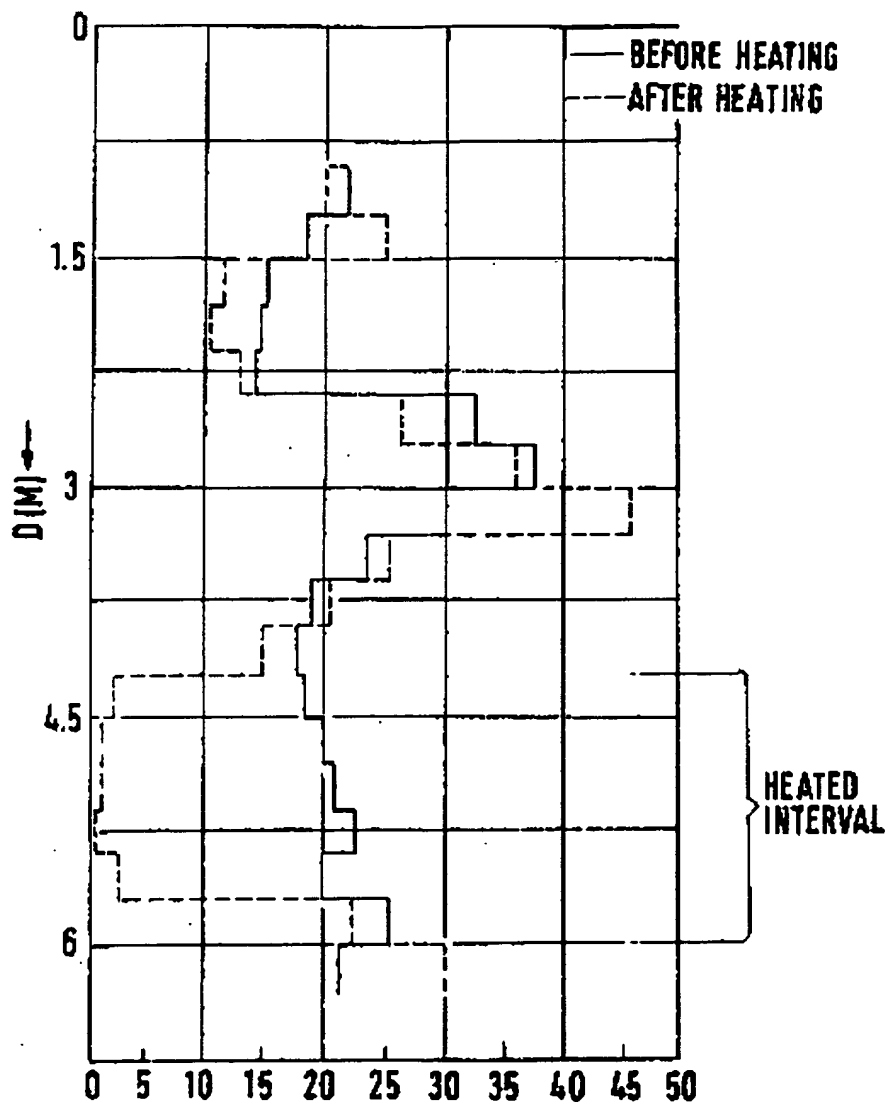 0
BEFORE HEATING
AFTER HEATING
1.5
D(M)
3
4.5
HEATED
INTERVAL
6
0 5 10 15 20 25 30 35 40 45 50